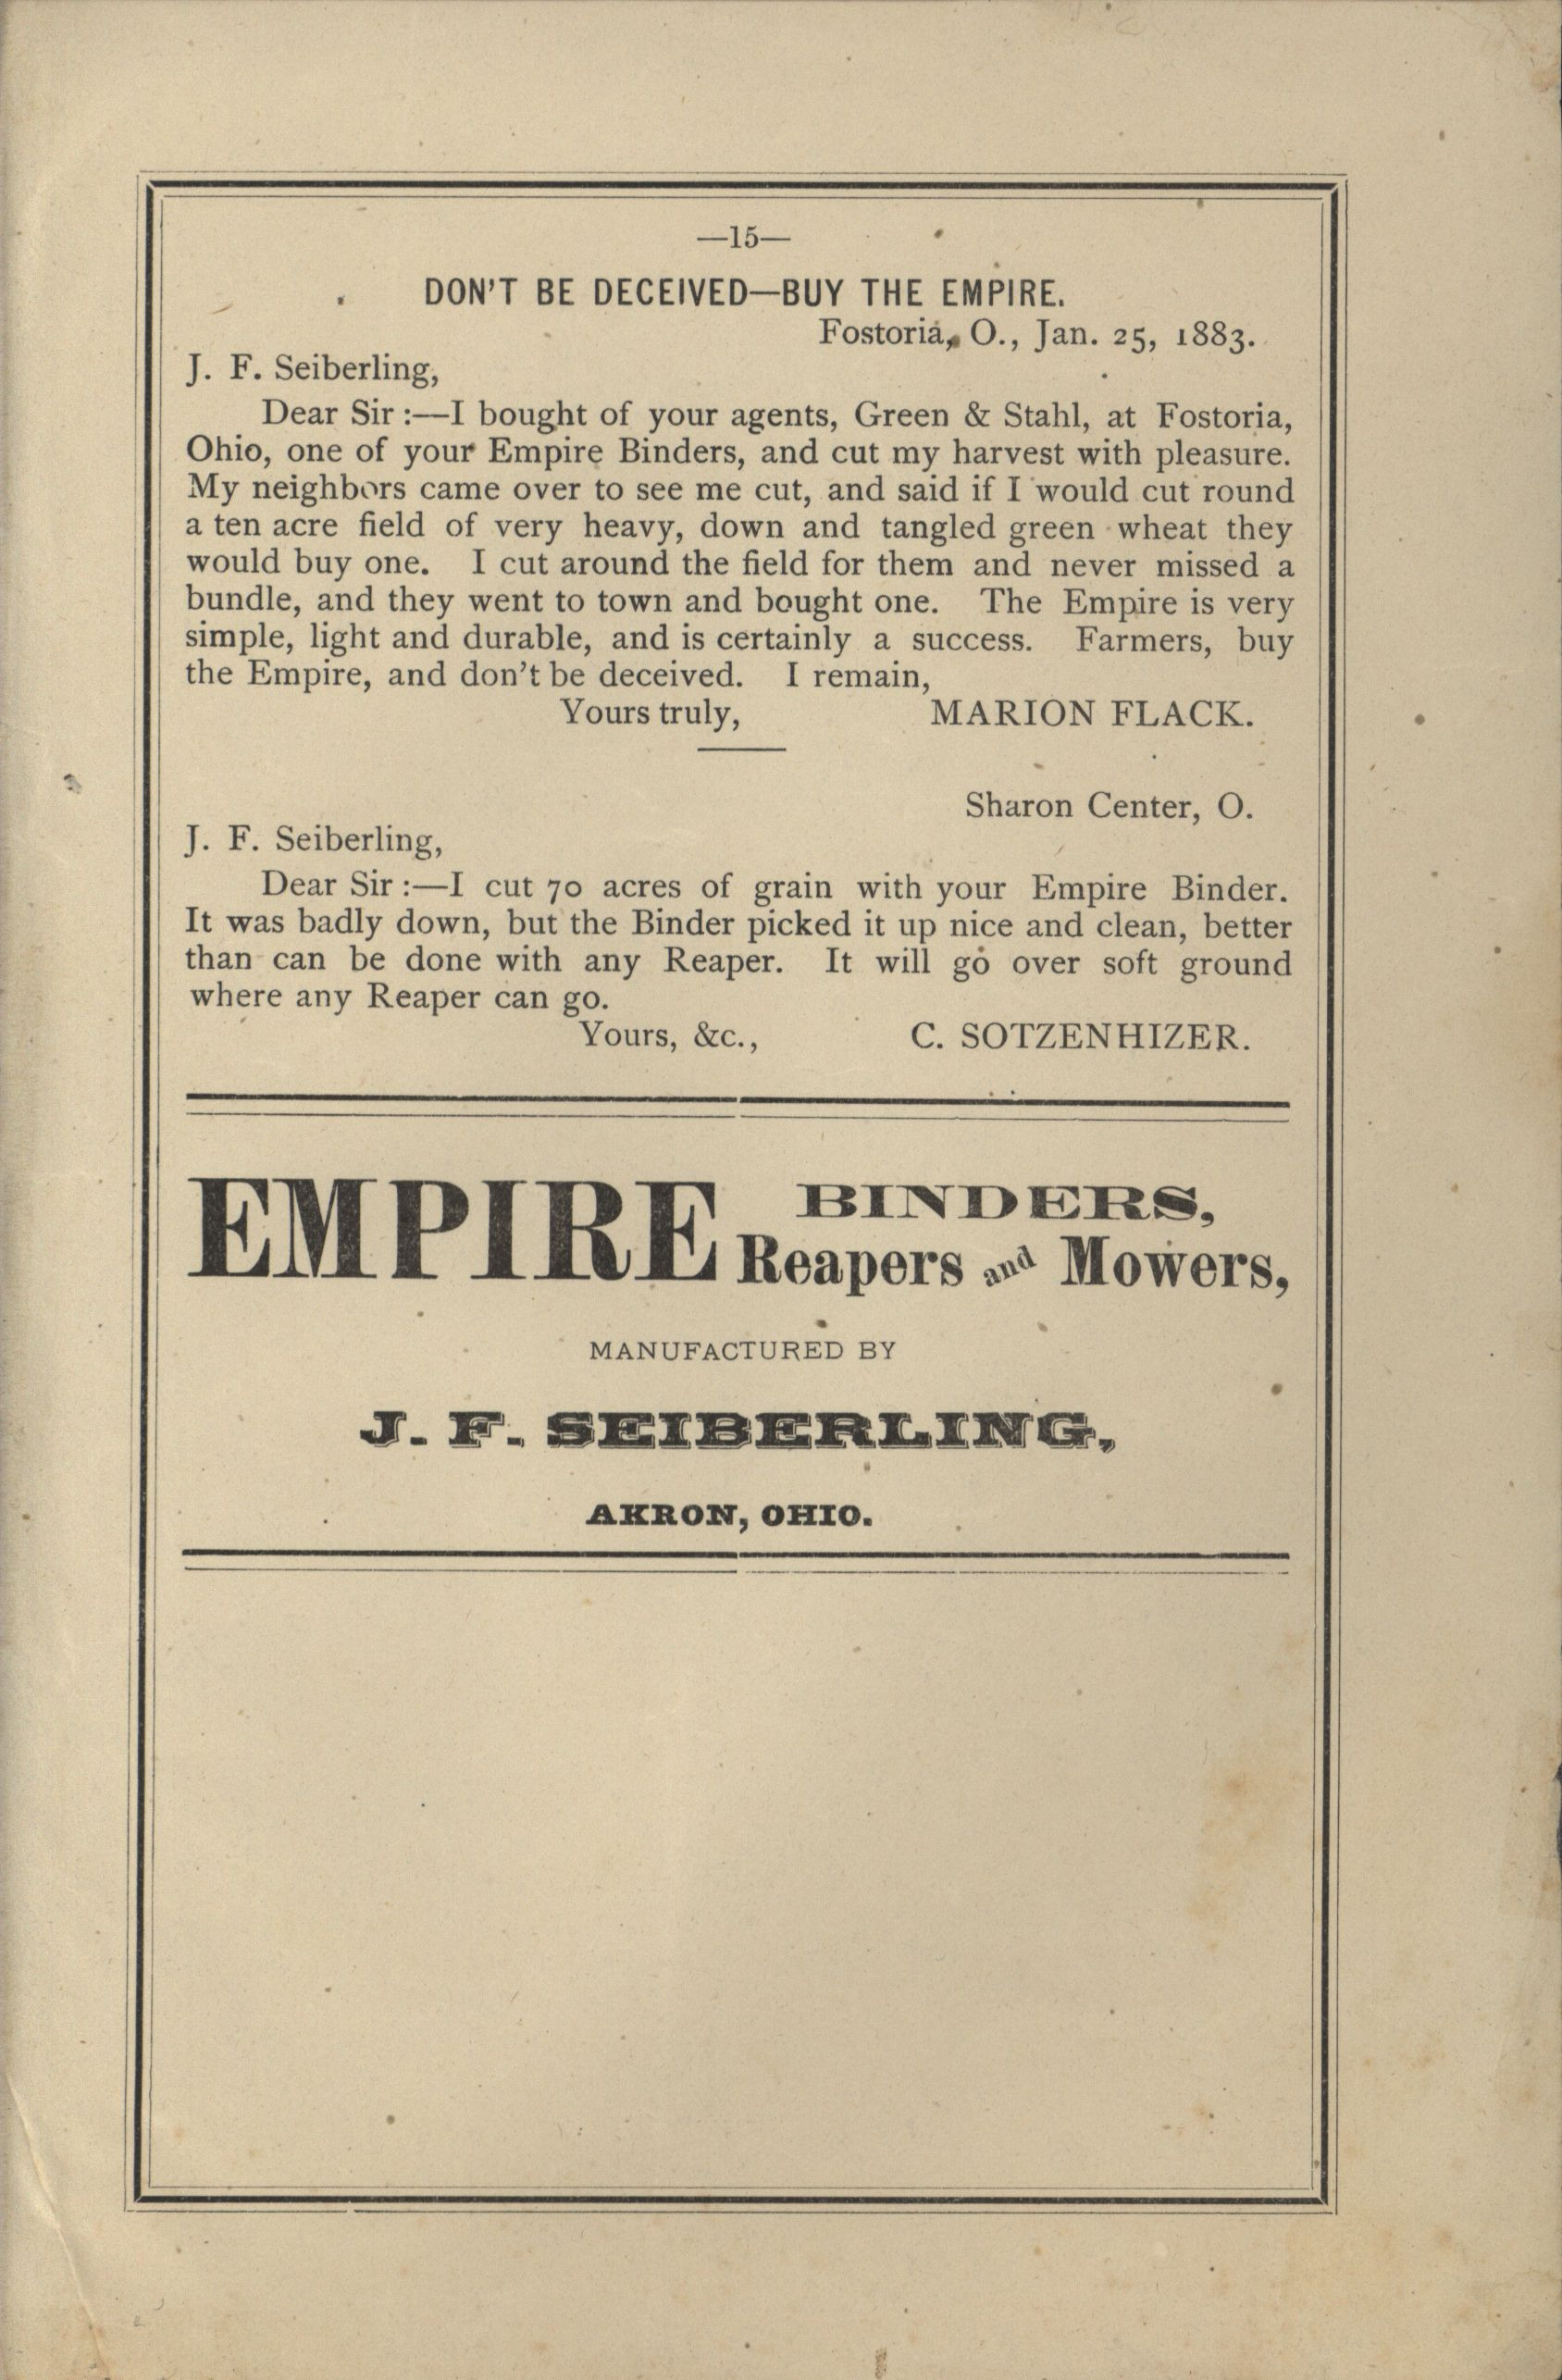 —15—
DON'T BE DECEIVED—BUY THE EMPIRE.
Fostoria, O., Jan. 25, 1883.
J. F. Seiberling,
Dear Sir :—I bought of your agents, Green & Stahl, at Fostoria,
Ohio, one of your Empire Binders, and cut my harvest with pleasure.
My neighbors came over to see me cut, and said if I would cut round
a ten acre field of very heavy, down and tangled green wheat they
would buy one. I cut around the field for them and never missed a
bundle, and they went to town and bought one. The Empire is very
simple, light and durable, and is certainly a success. Farmers, buy
the Empire, and don't be deceived. I remain,
Yours truly, MARION FLACK.
Sharon Center, O.
J. F. Seiberling,
Dear Sir :—I cut 70 acres of grain with your Empire Binder.
It was badly down, but the Binder picked it up nice and clean, better
than can be done with any Reaper. It will go over soft ground
where any Reaper can go.
Yours, &c., C. SOTZENHIZER.
EMPIRE BINDERS,
Reapers and Mowers,
MANUFACTURED BY
J. F. SEIBERLING,
AKRON, OHIO.